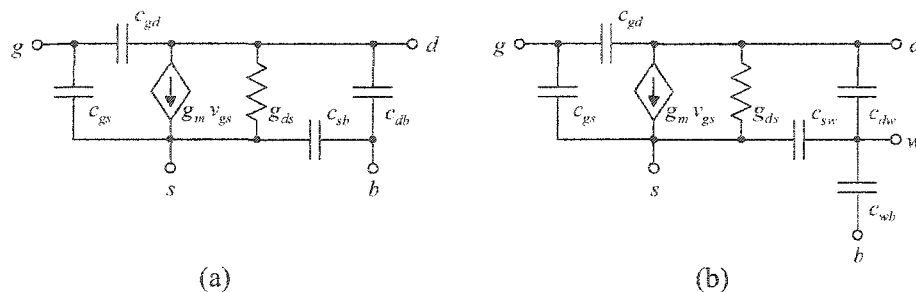 c_gd
g
d
c_gs
g_m v_gs
g_ds
c_sb
c_db
s
b
(a)
c_gd
g
d
c_gs
g_m v_gs
g_ds
c_sw
c_dw
w
s
c_wb
b
(b)